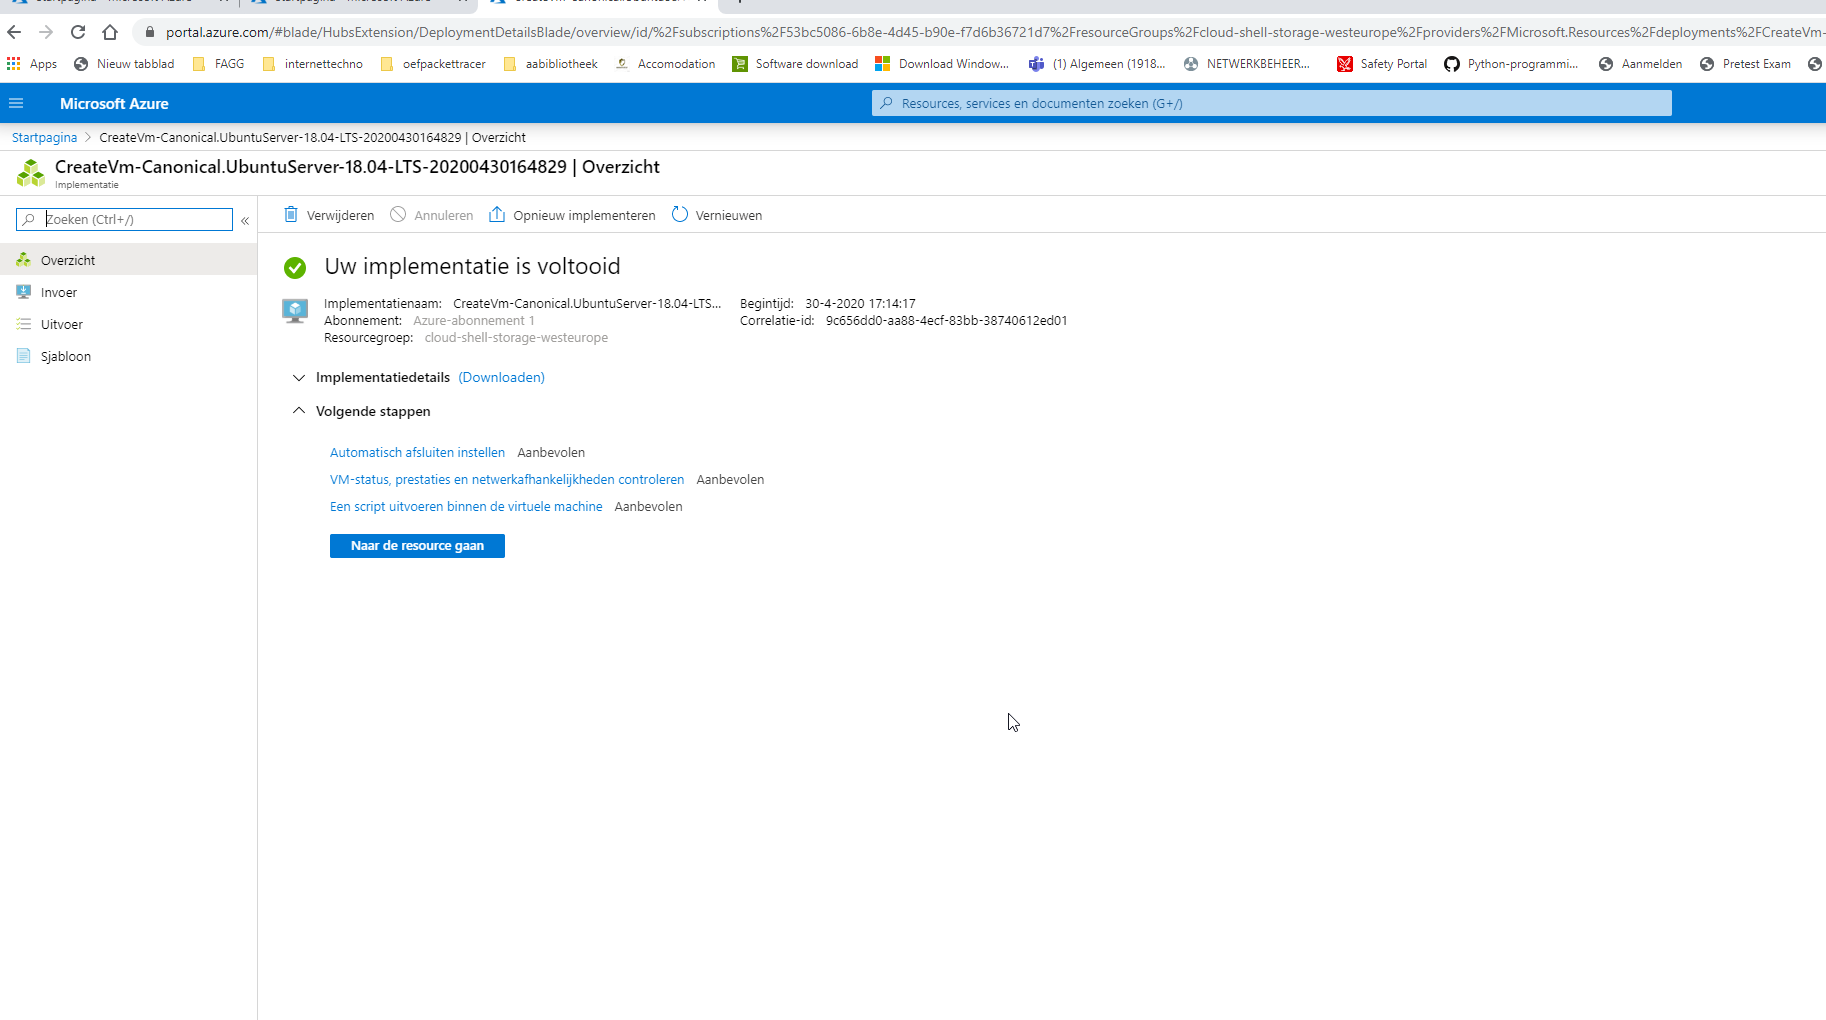 portal.azure.com/#blade/HubsExtension/DeploymentDetailsBlade/overview/id/%2Fsubscriptions%2F53bc5086-6b8e-4d45-b90e-f7d6b36721d7%2FresourceGroups%2Fcloud-shell-storage-westeurope%2Fproviders%2FMicrosoft.Resources%2Fdeployments%2FCreateVm-
Apps Nieuw tabblad FAGG internettechno oefpackettracer aabibliotheek Accomodation Software download Download Window... (1) Algemeen (1918... NETWERKBEHEER... Safety Portal Python-programmi... Aanmelden Pretest Exam
Microsoft Azure
Resources, services en documenten zoeken (G+/)
Startpagina > CreateVm-Canonical.UbuntuServer-18.04-LTS-20200430164829 | Overzicht
CreateVm-Canonical.UbuntuServer-18.04-LTS-20200430164829 | Overzicht
Implementatie
Zoeken (Ctrl+/) «
Verwijderen Annuleren Opnieuw implementeren Vernieuwen
Overzicht
Invoer
Uitvoer
Sjabloon
Uw implementatie is voltooid
Implementatienaam: CreateVm-Canonical.UbuntuServer-18.04-LTS... Begintijd: 30-4-2020 17:14:17
Abonnement: Azure-abonnement 1 Correlatie-id: 9c656dd0-aa88-4ecf-83bb-38740612ed01
Resourcegroep: cloud-shell-storage-westeurope
Implementatiedetails (Downloaden)
Volgende stappen
Automatisch afsluiten instellen Aanbevolen
VM-status, prestaties en netwerkafhankelijkheden controleren Aanbevolen
Een script uitvoeren binnen de virtuele machine Aanbevolen
Naar de resource gaan